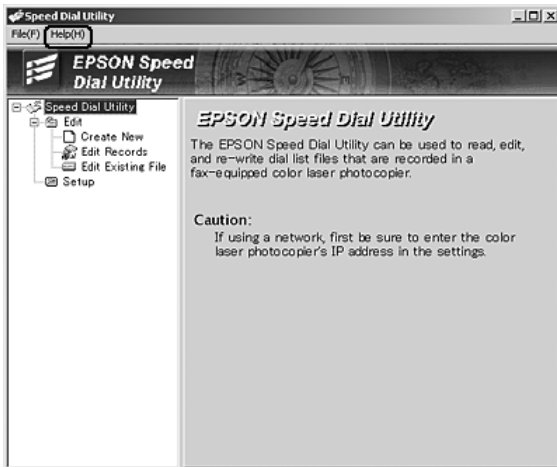 Speed Dial Utility
File(F) Help(H)
EPSON Speed
Dial Utility
Speed Dial Utility
Edit
Create New
Edit Records
Edit Existing File
Setup
EPSON Speed Dial Utility
The EPSON Speed Dial Utility can be used to read, edit,
and re-write dial list files that are recorded in a
fax-equipped color laser photocopier.
Caution:
If using a network, first be sure to enter the color
laser photocopier's IP address in the settings.